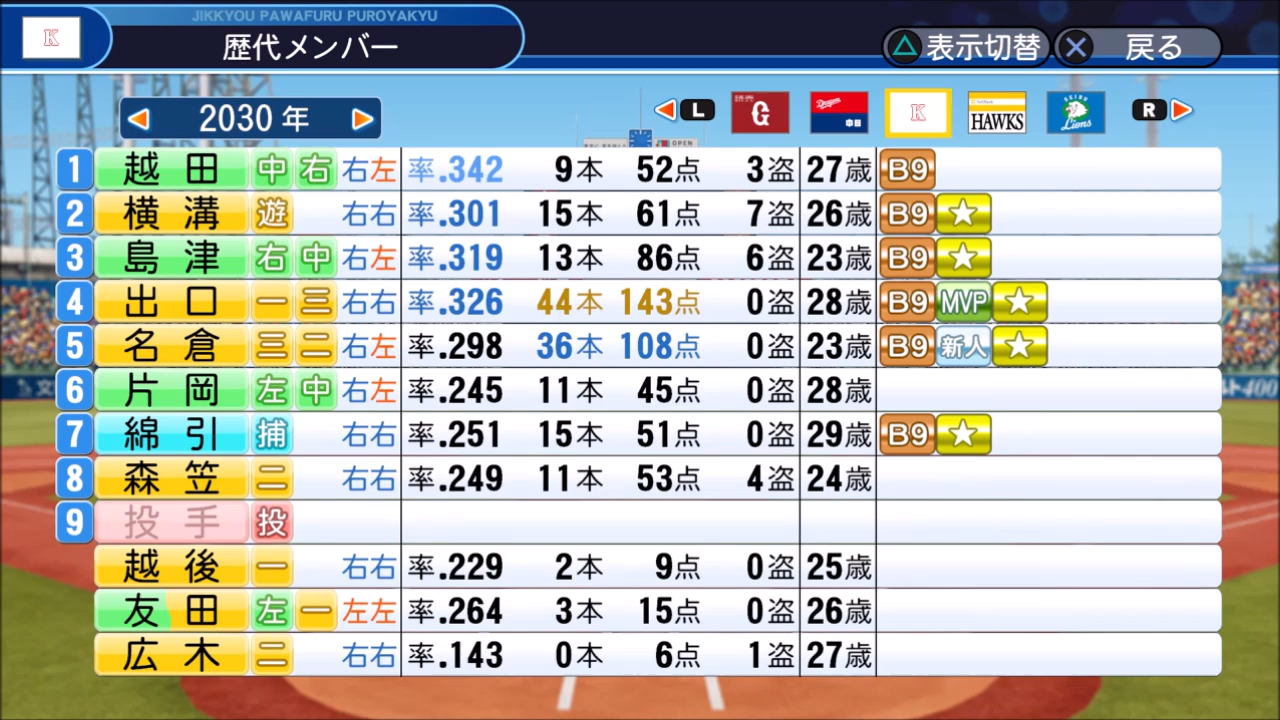 JIKKYOU PAWAFURU PUROYAKYU
K 歴代メンバー △表示切替 ✕ 戻る
2030年 L G Dragons 中日 K SoftBank HAWKS SEIBU Lions R
1 越田 中 右 右左 率.342 9本 52点 3盗 27歳 B9
2 横溝 遊 右右 率.301 15本 61点 7盗 26歳 B9 ★
3 島津 右 中 右左 率.319 13本 86点 6盗 23歳 B9 ★
4 出口 一 三 右右 率.326 44本 143点 0盗 28歳 B9 MVP ★
5 名倉 三 二 右左 率.298 36本 108点 0盗 23歳 B9 新人 ★
6 片岡 左 中 右左 率.245 11本 45点 0盗 28歳
7 綿引 捕 右右 率.251 15本 51点 0盗 29歳 B9 ★
8 森笠 二 右右 率.249 11本 53点 4盗 24歳
9 投手 投
越後 一 右右 率.229 2本 9点 0盗 25歳
友田 左 一 左左 率.264 3本 15点 0盗 26歳
広木 二 右右 率.143 0本 6点 1盗 27歳